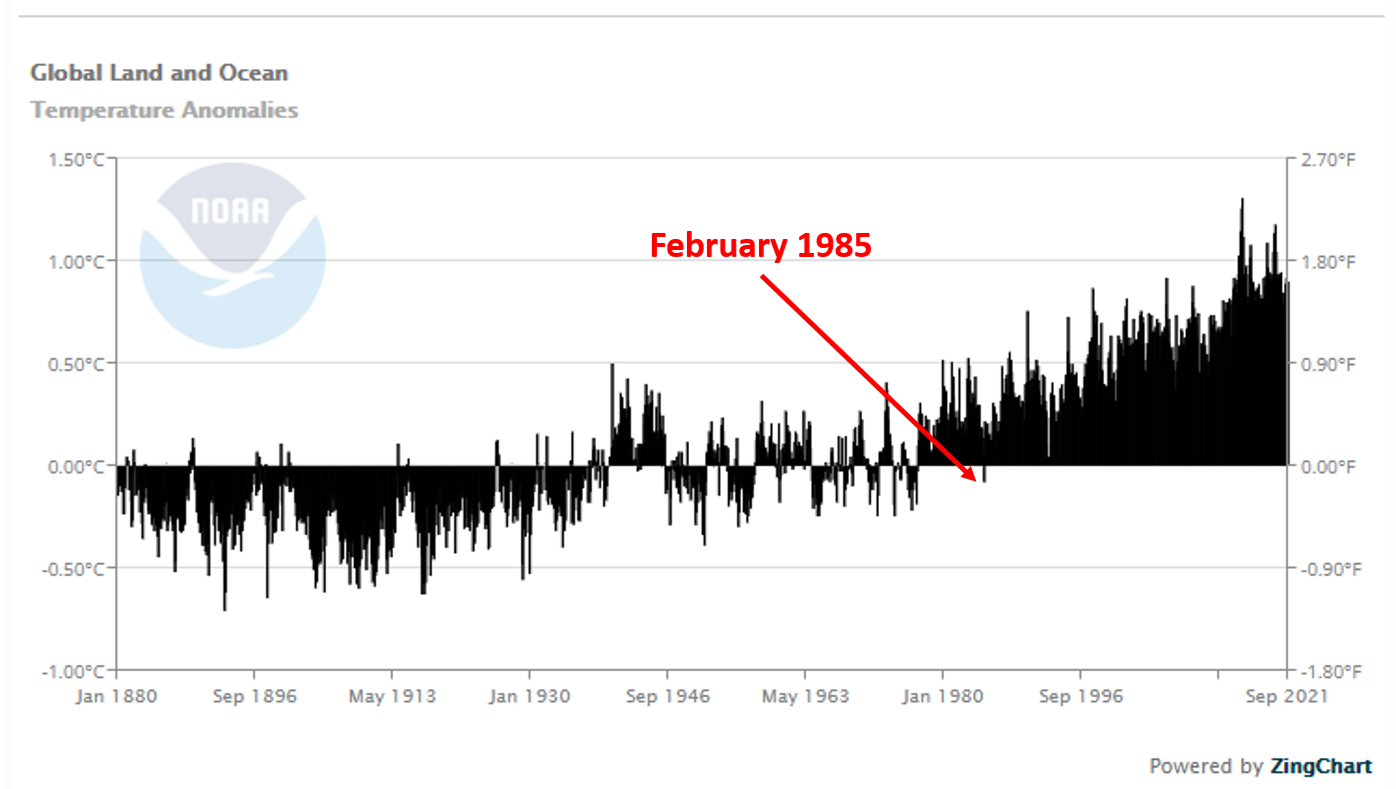 Global Land and Ocean
Temperature Anomalies
1.50°C
2.70°F
NOAA
February 1985
1.00°C
1.80°F
0.50°C
0.90°F
0.00°C
0.00°F
-0.50°C
-0.90°F
-1.00°C
-1.80°F
Jan 1880 Sep 1896 May 1913 Jan 1930 Sep 1946 May 1963 Jan 1980 Sep 1996 Sep 2021
Powered by ZingChart